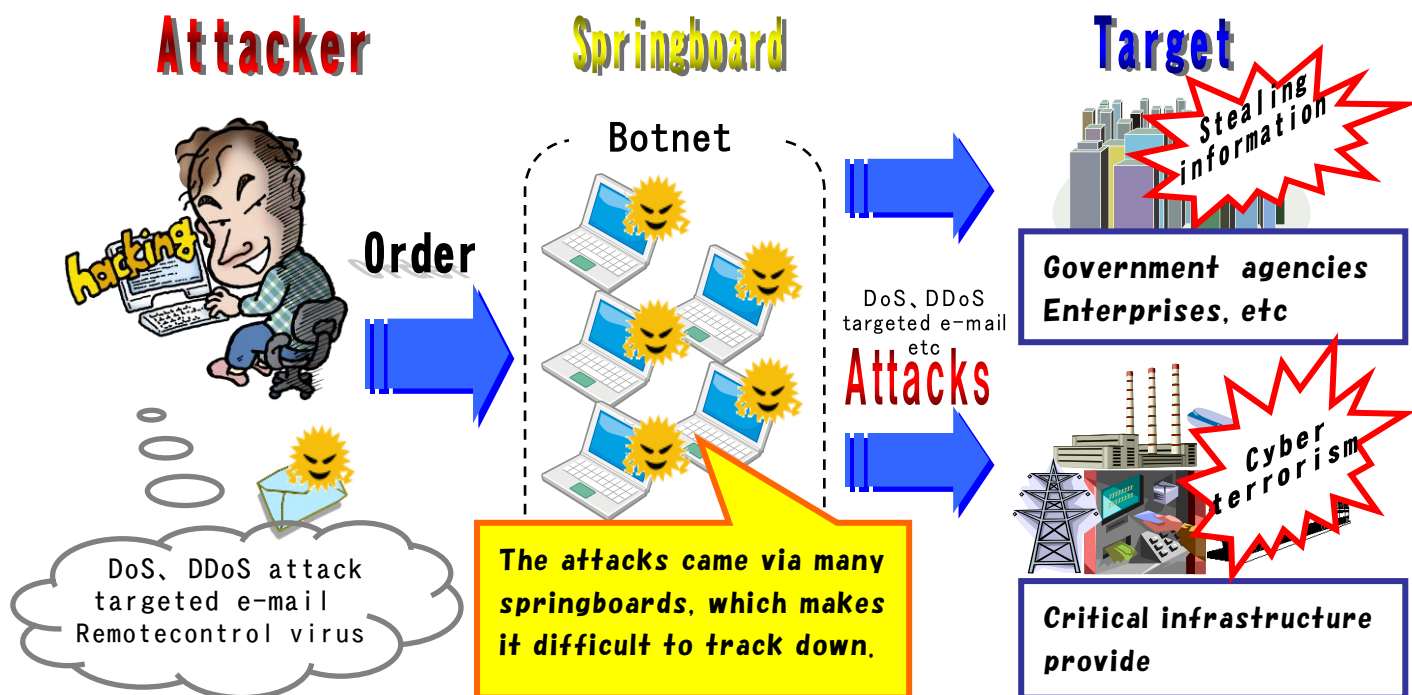 Attacker
Springboard
Target
hacking
Order
Botnet
DoS、DDoS
targeted e-mail
etc
Attacks
Stealing
information
Government agencies
Enterprises, etc
Cyber
terrorism
Critical infrastructure
provide
DoS、DDoS attack
targeted e-mail
Remotecontrol virus
The attacks came via many
springboards, which makes
it difficult to track down.